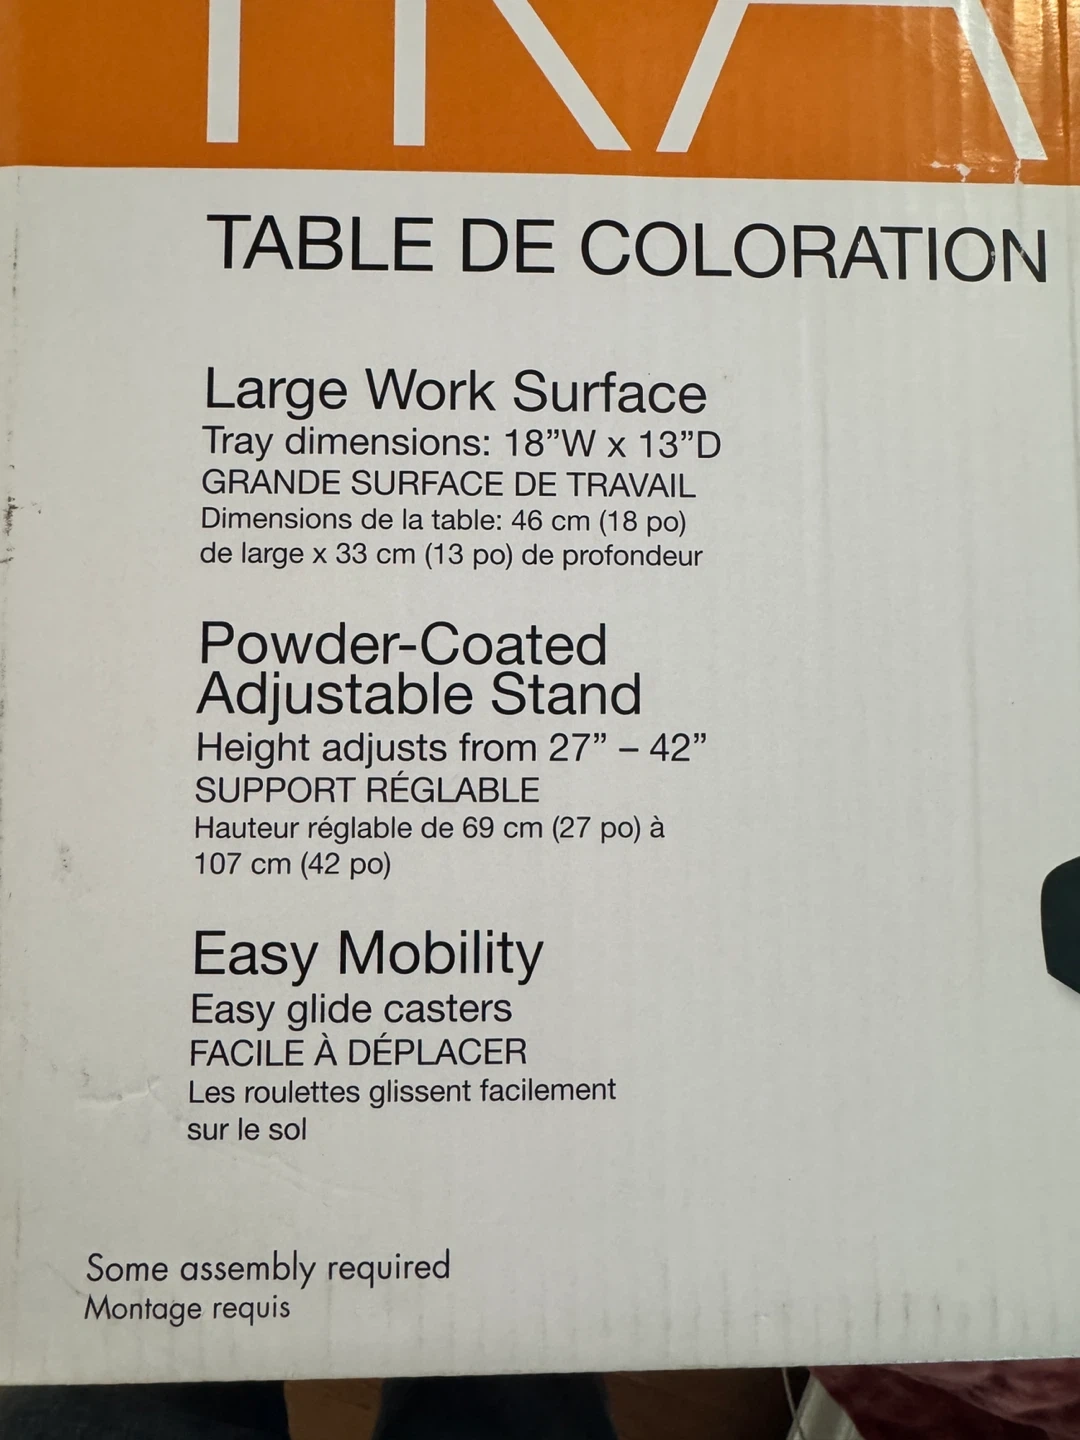 TABLE DE COLORATION
Large Work Surface
Tray dimensions: 18”W x 13”D
GRANDE SURFACE DE TRAVAIL
Dimensions de la table: 46 cm (18 po)
de large x 33 cm (13 po) de profondeur
Powder-Coated
Adjustable Stand
Height adjusts from 27” – 42”
SUPPORT RÉGLABLE
Hauteur réglable de 69 cm (27 po) à
107 cm (42 po)
Easy Mobility
Easy glide casters
FACILE À DÉPLACER
Les roulettes glissent facilement
sur le sol
Some assembly required
Montage requis